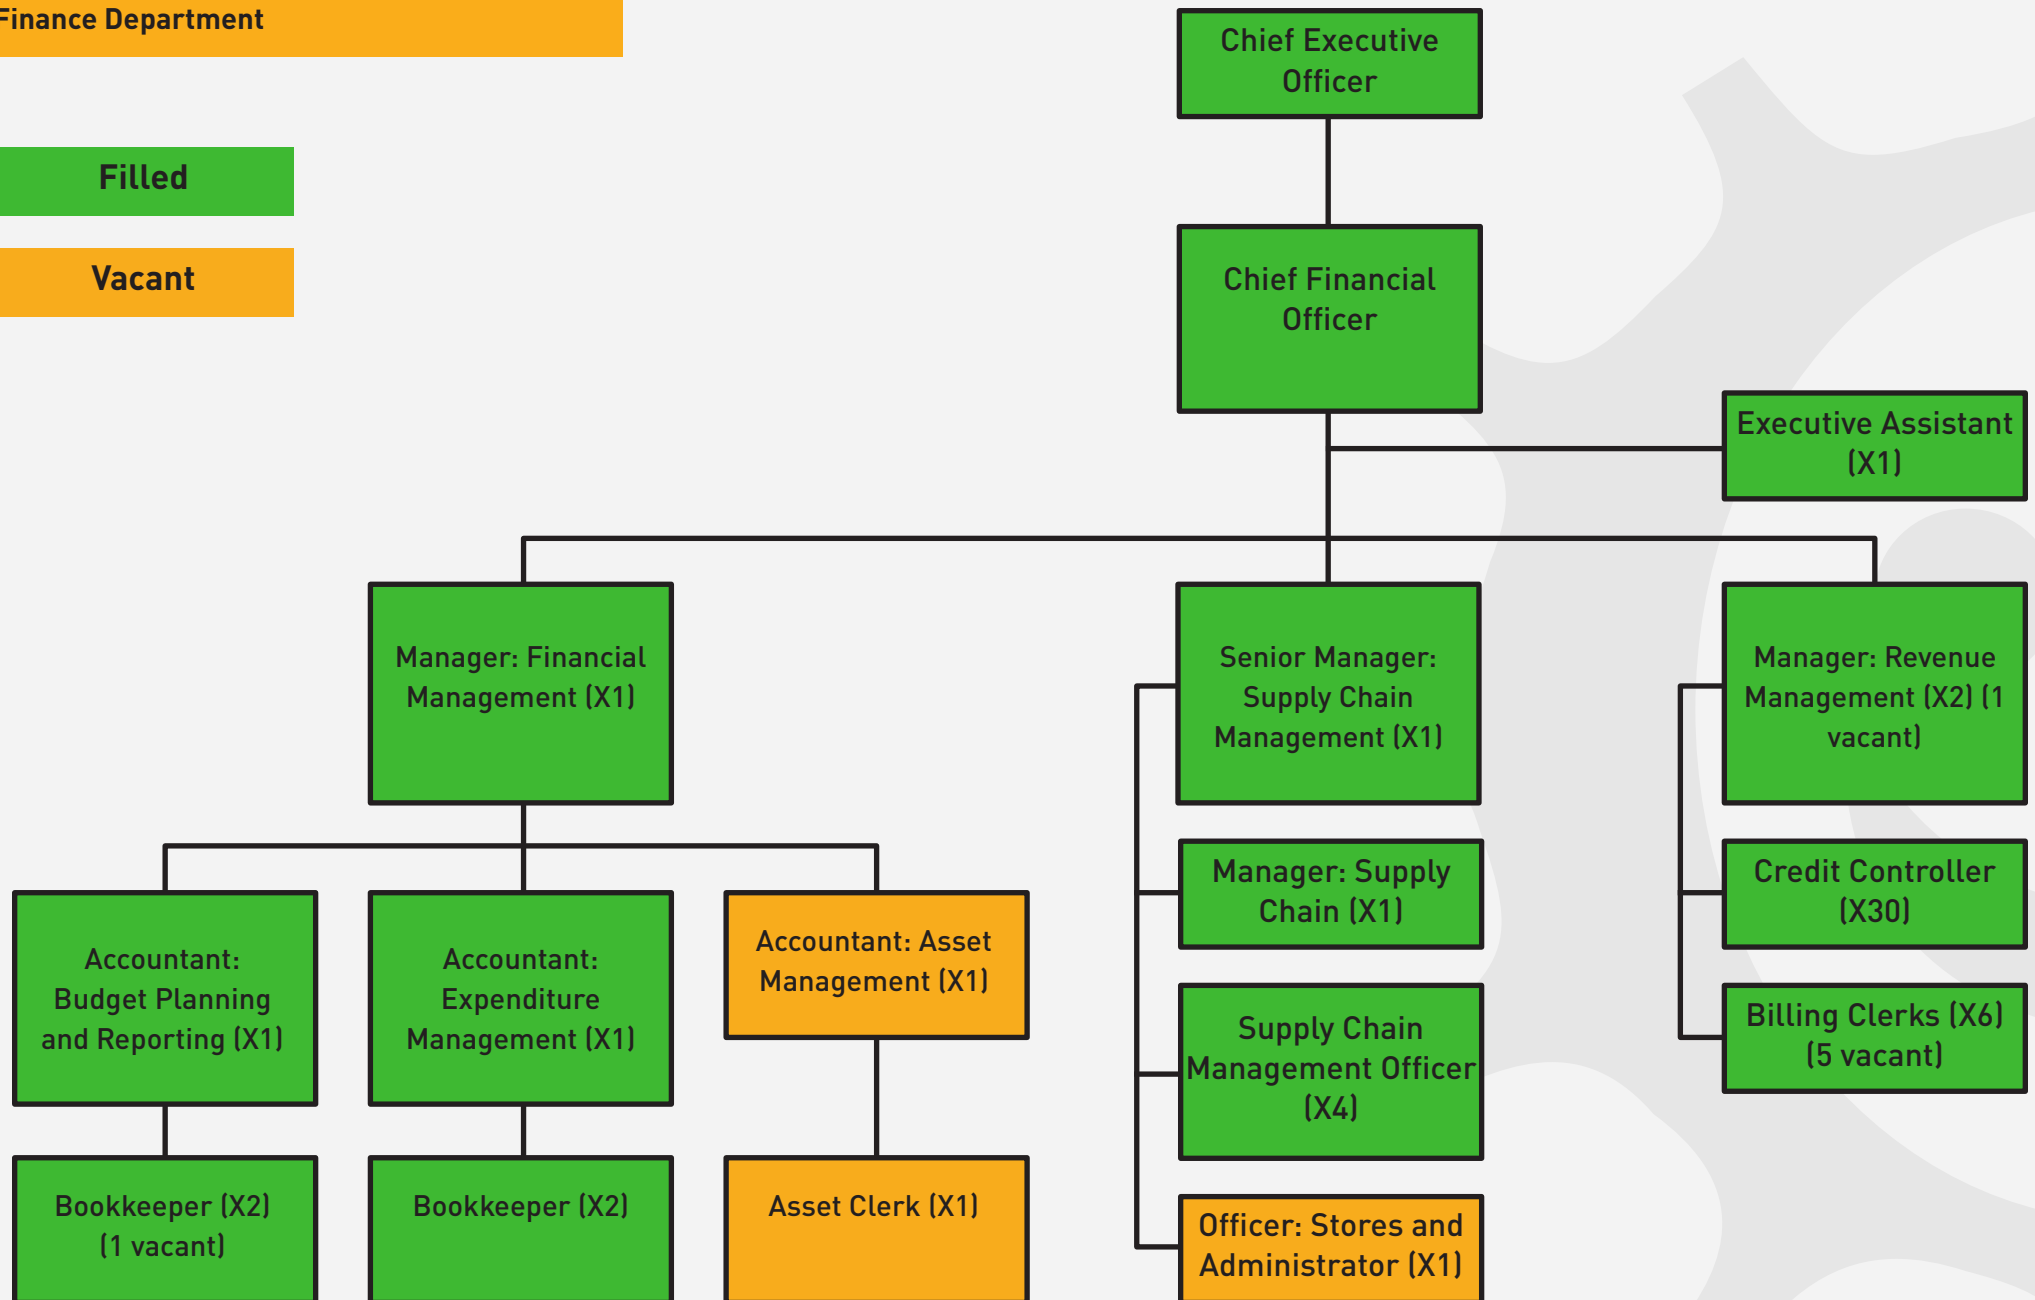 Finance Department
Filled
Vacant
Chief Executive
Officer
Chief Financial
Officer
Executive Assistant
(X1)
Manager: Financial
Management (X1)
Senior Manager:
Supply Chain
Management (X1)
Manager: Revenue
Management (X2) (1
vacant)
Accountant:
Budget Planning
and Reporting (X1)
Accountant:
Expenditure
Management (X1)
Accountant: Asset
Management (X1)
Manager: Supply
Chain (X1)
Credit Controller
(X30)
Supply Chain
Management Officer
(X4)
Billing Clerks (X6)
(5 vacant)
Bookkeeper (X2)
(1 vacant)
Bookkeeper (X2)
Asset Clerk (X1)
Officer: Stores and
Administrator (X1)